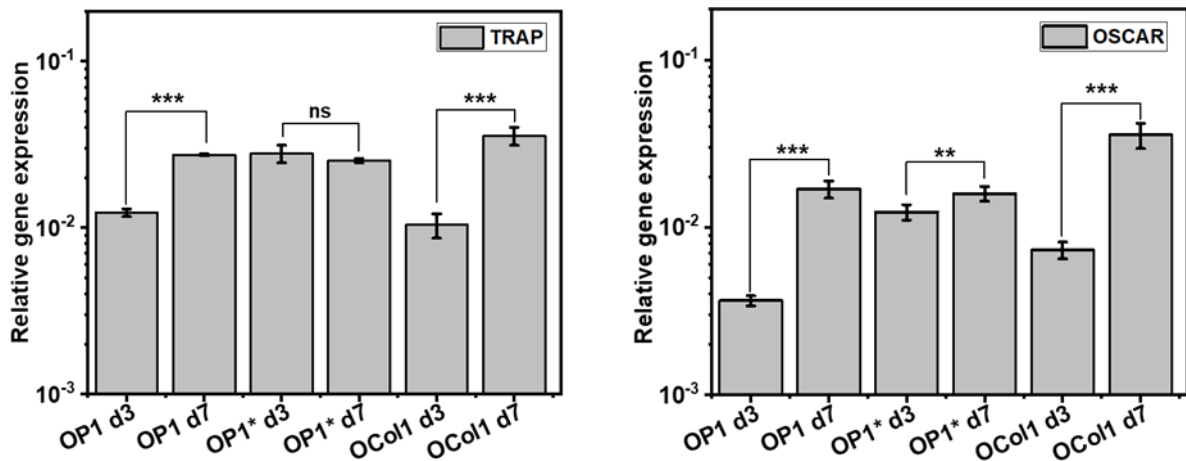 Relative gene expression
10⁻¹
10⁻²
10⁻³
TRAP
***
ns
***
OP1 d3
OP1 d7
OP1* d3
OP1* d7
OCol1 d3
OCol1 d7
Relative gene expression
10⁻¹
10⁻²
10⁻³
OSCAR
***
**
***
OP1 d3
OP1 d7
OP1* d3
OP1* d7
OCol1 d3
OCol1 d7